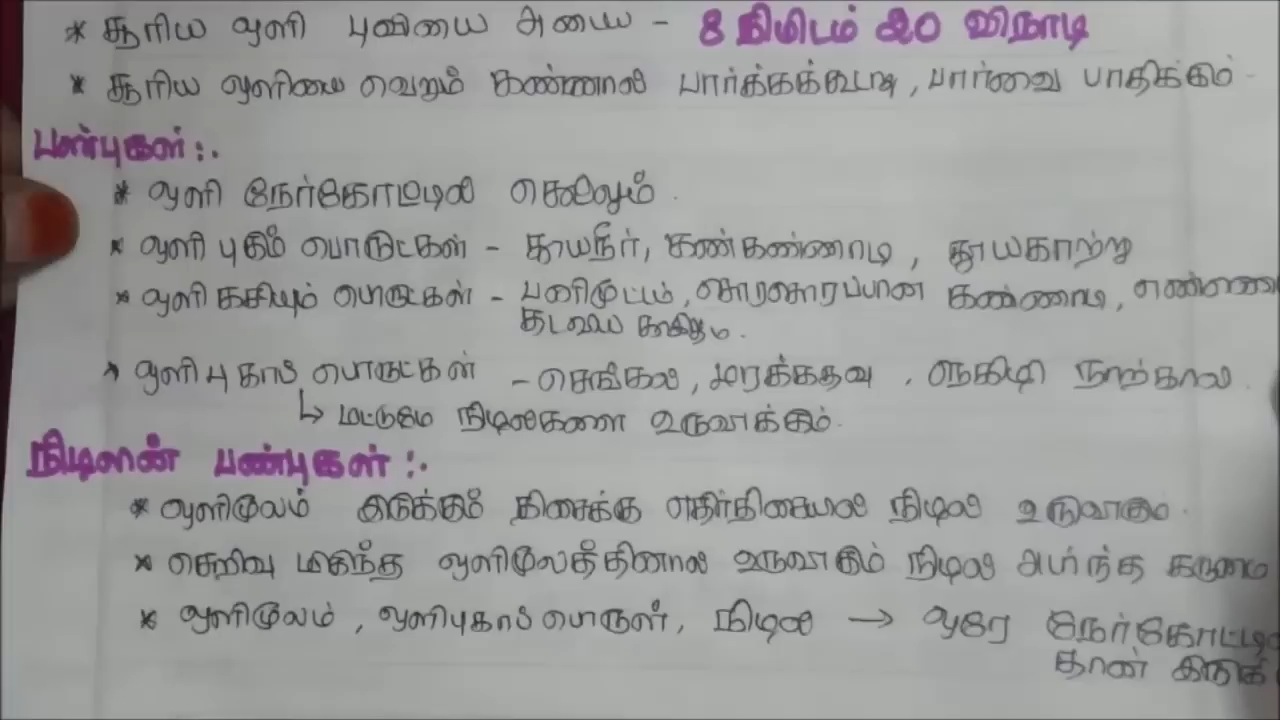 * சூரிய ஒளி புவியை அடைய - 8 நிமிடம் 20 விநாடி
* சூரிய ஒளியை வெறும் கண்ணால் பார்க்கக்கூடாது, பார்வை பாதிக்கும்.
பண்புகள்:.
* ஒளி நேர்கோட்டில் செல்லும்.
* ஒளி புகும் பொருட்கள் - தூயநீர், கண்கண்ணாடி, தூயகாற்று
* ஒளி கசியும் பொருட்கள் - பனிமூட்டம், சொரசொரப்பான கண்ணாடி, எண்ணெய்
தடவிய காகிதம்.
* ஒளி புகாப் பொருட்கள் - செங்கல், மரக்கதவு, நெகிழி நாற்காலி.
↳ மட்டுமே நிழல்களை உருவாக்கும்.
நிழலின் பண்புகள்:.
* ஒளிமூலம் இருக்கும் திசைக்கு எதிர்திசையில் நிழல் உருவாகும்.
* செறிவு மிகுந்த ஒளிமூலத்தினால் உருவாகும் நிழல் அடர்ந்த கருமை
* ஒளிமூலம், ஒளிபுகாப்பொருள், நிழல் → ஒரே நேர்கோட்டில்
தான் இருக்